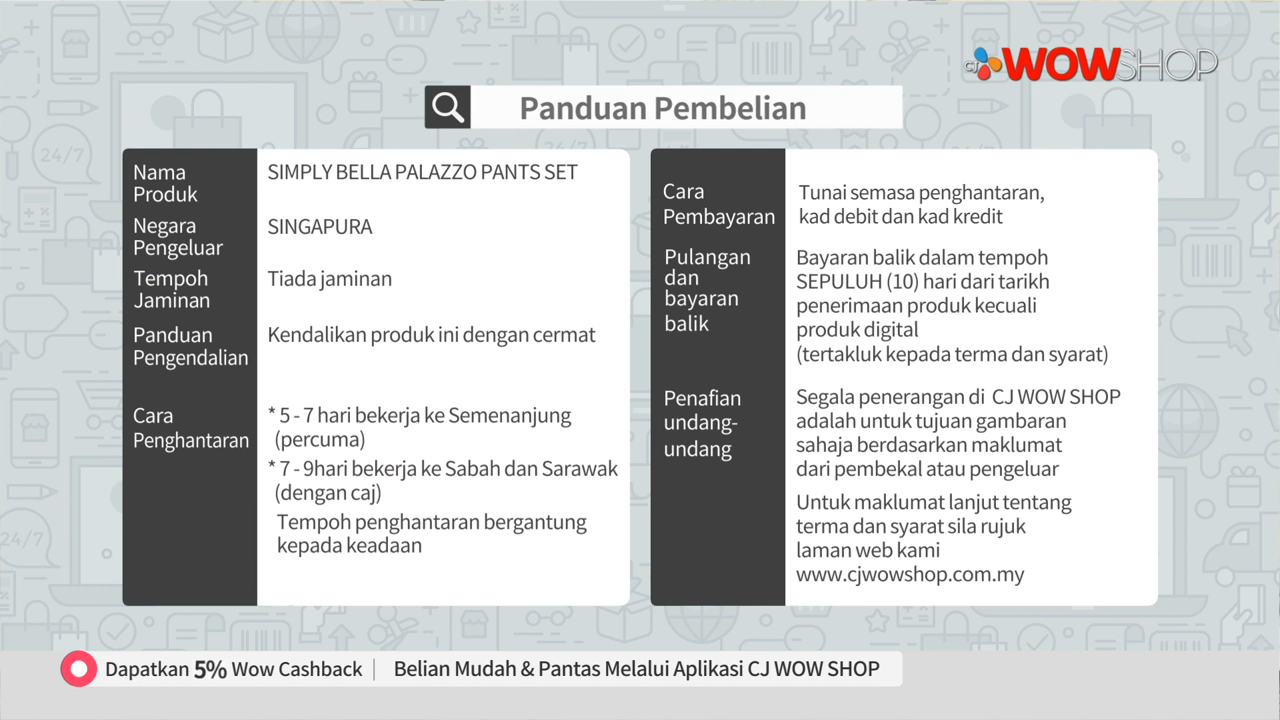 CJ WOWSHOP
Panduan Pembelian
Nama
Produk
SIMPLY BELLA PALAZZO PANTS SET
Negara
Pengeluar
SINGAPURA
Tempoh
Jaminan
Tiada jaminan
Panduan
Pengendalian
Kendalikan produk ini dengan cermat
Cara
Penghantaran
* 5 - 7 hari bekerja ke Semenanjung
(percuma)
* 7 - 9hari bekerja ke Sabah dan Sarawak
(dengan caj)
Tempoh penghantaran bergantung
kepada keadaan
Cara
Pembayaran
Tunai semasa penghantaran,
kad debit dan kad kredit
Pulangan
dan
bayaran
balik
Bayaran balik dalam tempoh
SEPULUH (10) hari dari tarikh
penerimaan produk kecuali
produk digital
(tertakluk kepada terma dan syarat)
Penafian
undang-
undang
Segala penerangan di CJ WOW SHOP
adalah untuk tujuan gambaran
sahaja berdasarkan maklumat
dari pembekal atau pengeluar
Untuk maklumat lanjut tentang
terma dan syarat sila rujuk
laman web kami
www.cjwowshop.com.my
24/7
24/7
Dapatkan 5% Wow Cashback | Belian Mudah & Pantas Melalui Aplikasi CJ WOW SHOP